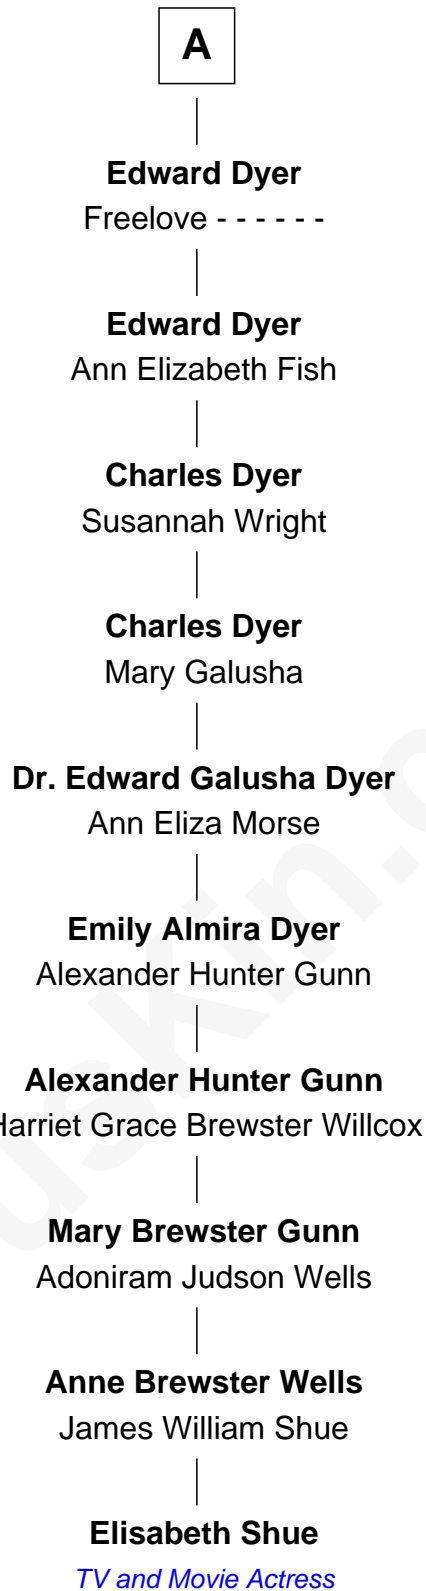 A
Edward Dyer
Freelove - - - - - -
Edward Dyer
Ann Elizabeth Fish
Charles Dyer
Susannah Wright
Charles Dyer
Mary Galusha
Dr. Edward Galusha Dyer
Ann Eliza Morse
Emily Almira Dyer
Alexander Hunter Gunn
Alexander Hunter Gunn
Harriet Grace Brewster Willcox
Mary Brewster Gunn
Adoniram Judson Wells
Anne Brewster Wells
James William Shue
Elisabeth Shue
TV and Movie Actress